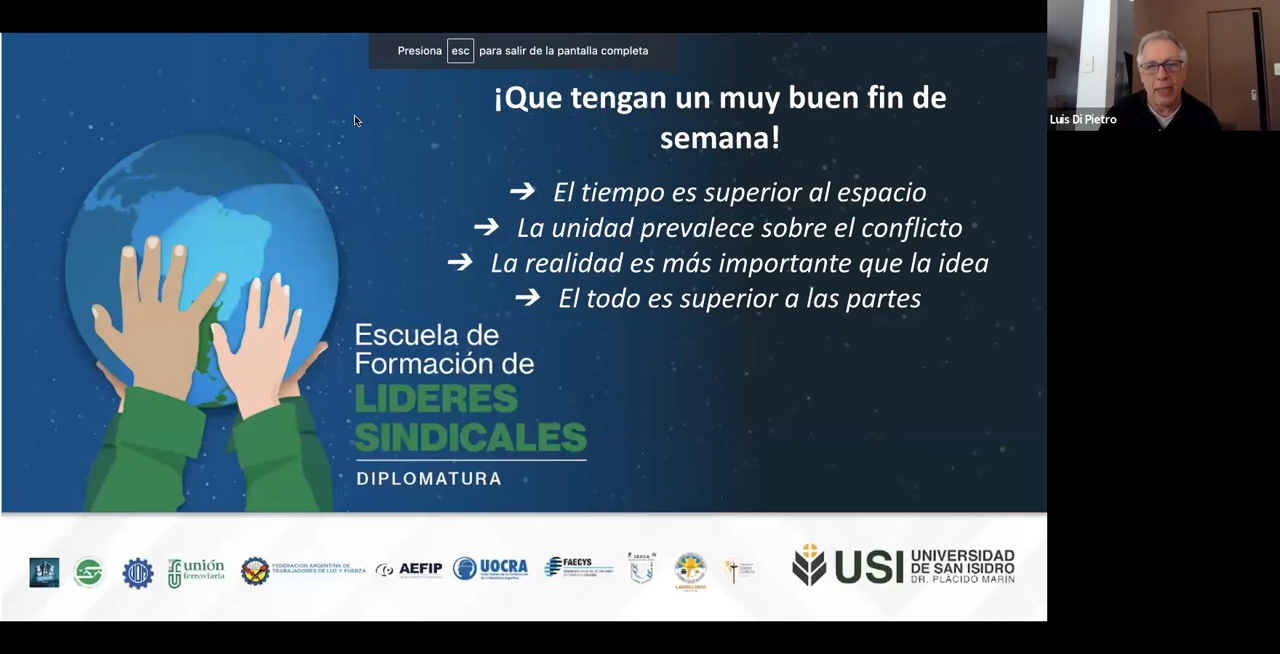 Presiona esc para salir de la pantalla completa
¡Que tengan un muy buen fin de
semana!
➔ El tiempo es superior al espacio
➔ La unidad prevalece sobre el conflicto
➔ La realidad es más importante que la idea
➔ El todo es superior a las partes
Luis Di Pietro
Escuela de
Formación de
LIDERES
SINDICALES
DIPLOMATURA
unión
ferroviaria
FEDERACIÓN ARGENTINA DE
TRABAJADORES DE LUZ Y FUERZA
AEFIP
UOCRA
FAECYS
USI
UNIVERSIDAD
DE SAN ISIDRO
DR. PLÁCIDO MARÍN